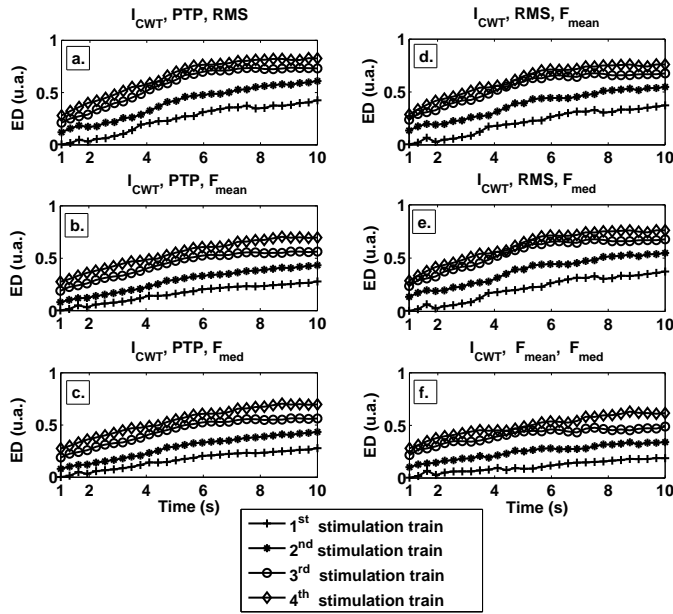 I_CWT, PTP, RMS
a.
ED (u.a.)
1
0.5
0
1 2 4 6 8 10
I_CWT, RMS, F_mean
d.
ED (u.a.)
1
0.5
0
1 2 4 6 8 10
I_CWT, PTP, F_mean
b.
ED (u.a.)
1
0.5
0
1 2 4 6 8 10
I_CWT, RMS, F_med
e.
ED (u.a.)
1
0.5
0
1 2 4 6 8 10
I_CWT, PTP, F_med
c.
ED (u.a.)
1
0.5
0
1 2 4 6 8 10
Time (s)
I_CWT, F_mean, F_med
f.
ED (u.a.)
1
0.5
0
1 2 4 6 8 10
Time (s)
1st stimulation train
2nd stimulation train
3rd stimulation train
4th stimulation train